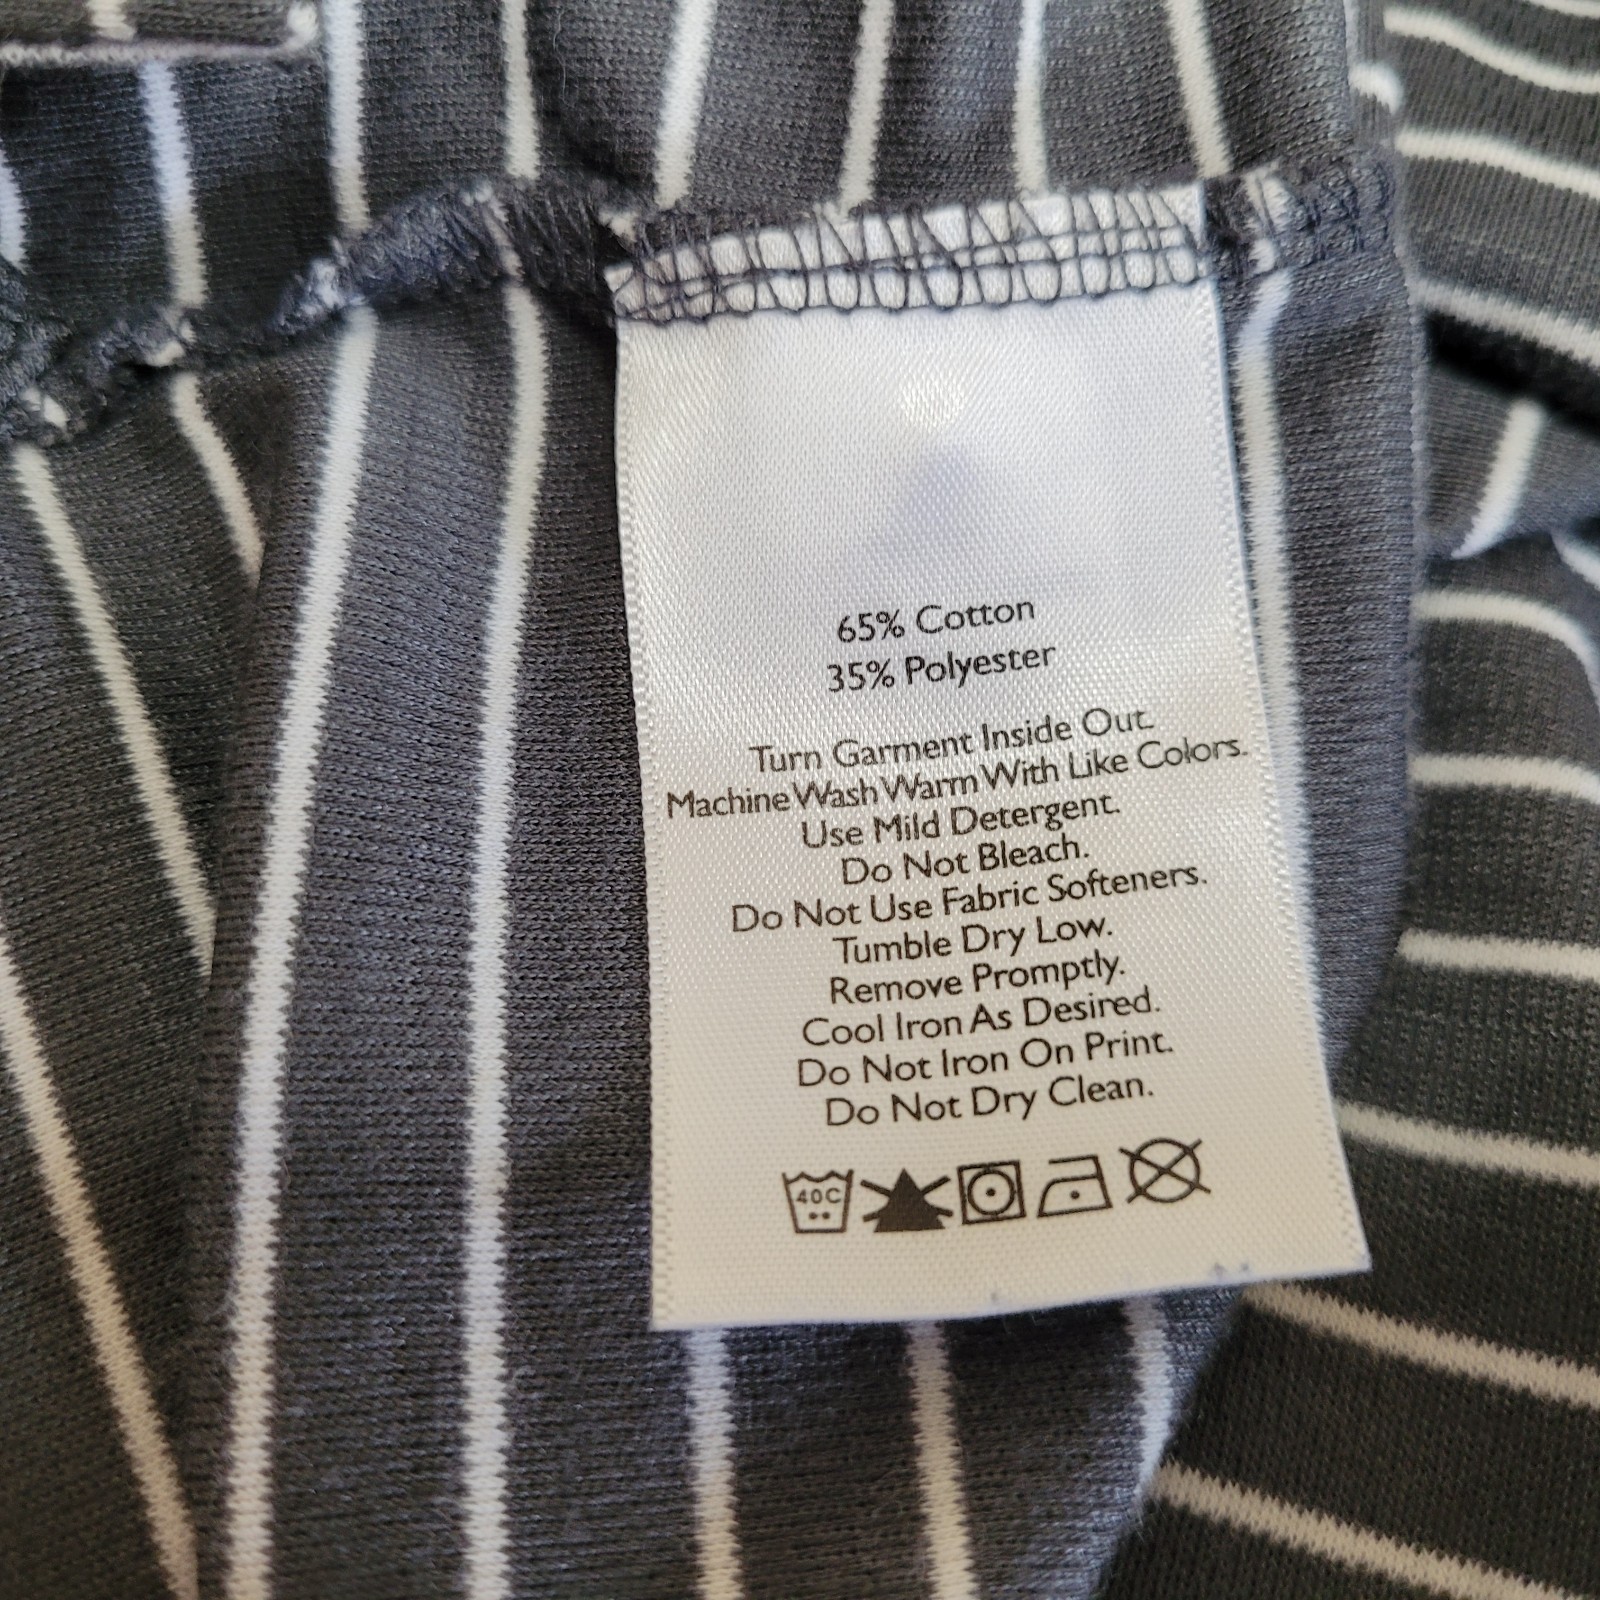 65% Cotton
35% Polyester
Turn Garment Inside Out.
Machine Wash Warm With Like Colors.
Use Mild Detergent.
Do Not Bleach.
Do Not Use Fabric Softeners.
Tumble Dry Low.
Remove Promptly.
Cool Iron As Desired.
Do Not Iron On Print.
Do Not Dry Clean.
40C